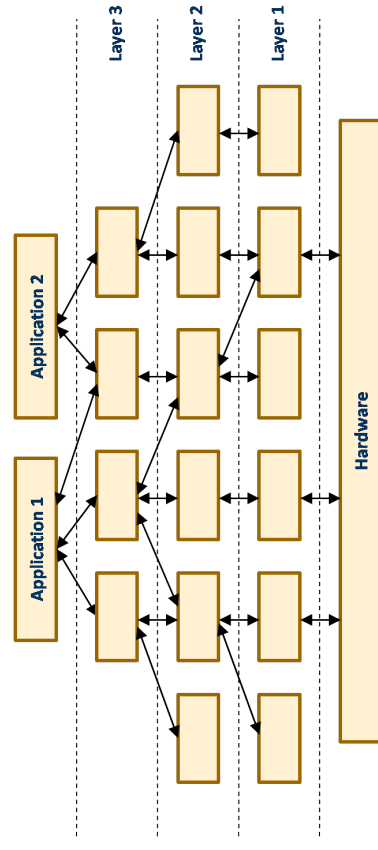 Application 1
Application 2
Layer 3
Layer 2
Layer 1
Hardware